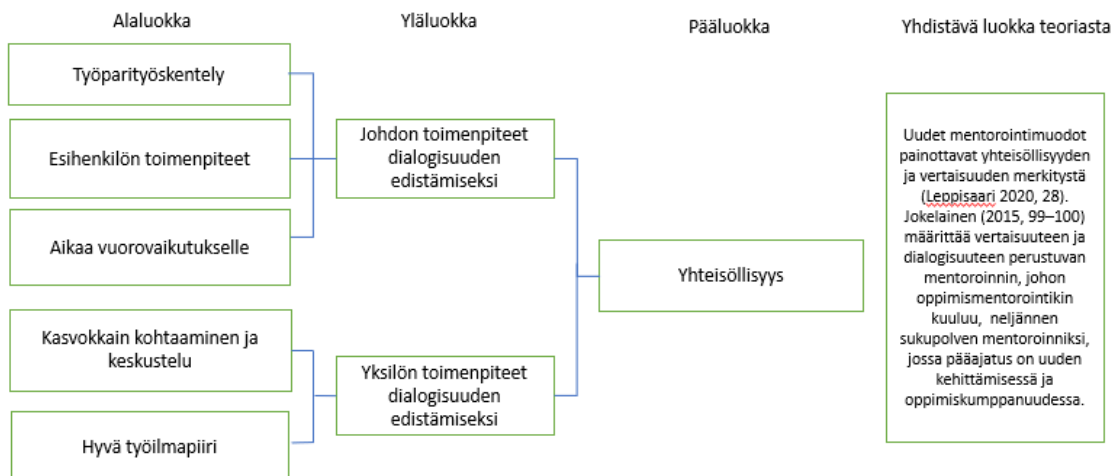 Alaluokka
Yläluokka
Pääluokka
Yhdistävä luokka teoriasta
Työparityöskentely
Esihenkilön toimenpiteet
Aikaa vuorovaikutukselle
Kasvokkain kohtaaminen ja
keskustelu
Hyvä työilmapiiri
Johdon toimenpiteet
dialogisuuden
edistämiseksi
Yksilön toimenpiteet
dialogisuuden
edistämiseksi
Yhteisöllisyys
Uudet mentorointimuodot
painottavat yhteisöllisyyden
ja vertaisuuden merkitystä
(Leppisaari 2020, 28).
Jokelainen (2015, 99–100)
määrittää vertaisuuteen ja
dialogisuuteen perustuvan
mentoroinnin, johon
oppimismentorointikin
kuuluu, neljännen
sukupolven mentoroinniksi,
jossa pääajatus on uuden
kehittämisessä ja
oppimiskumppanuudessa.